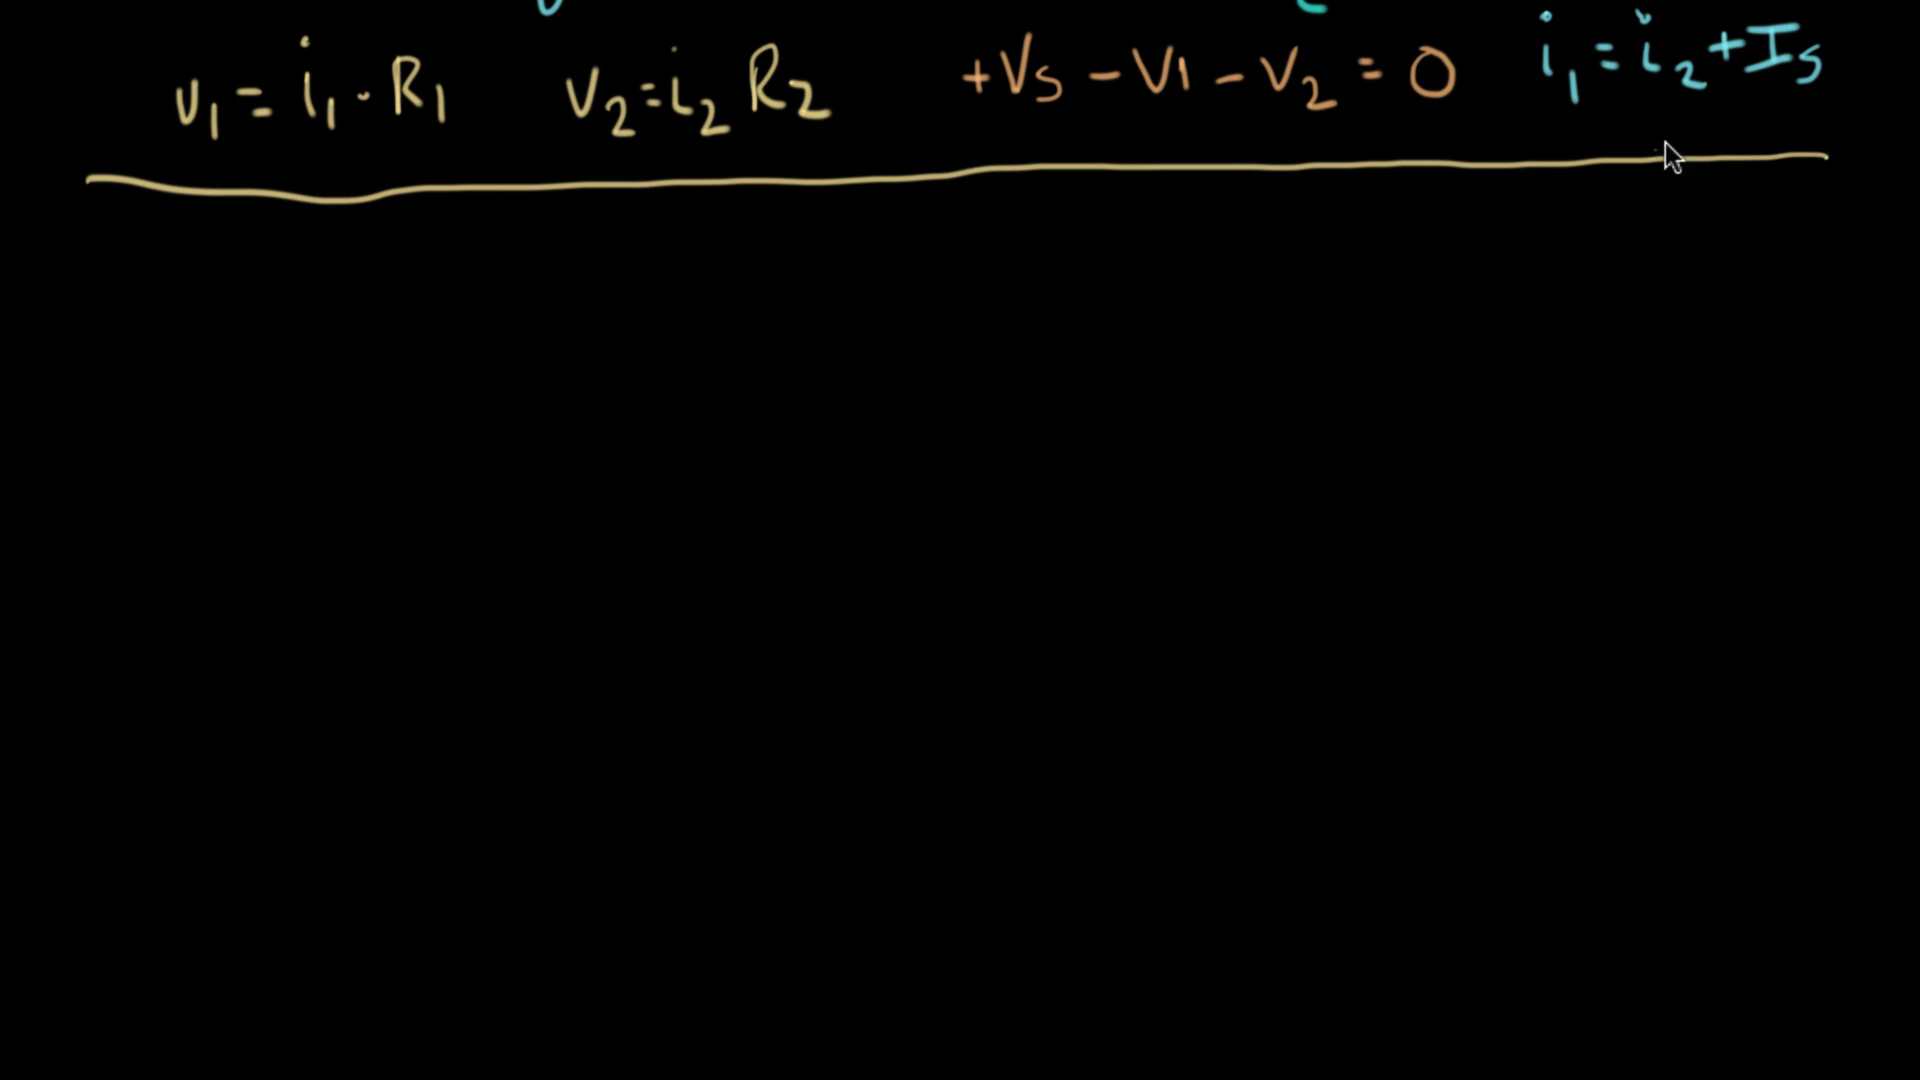 v₁ = i₁ · R₁   v₂ = i₂ R₂   +Vs - V1 - V₂ = 0   i₁ = i₂ + Is